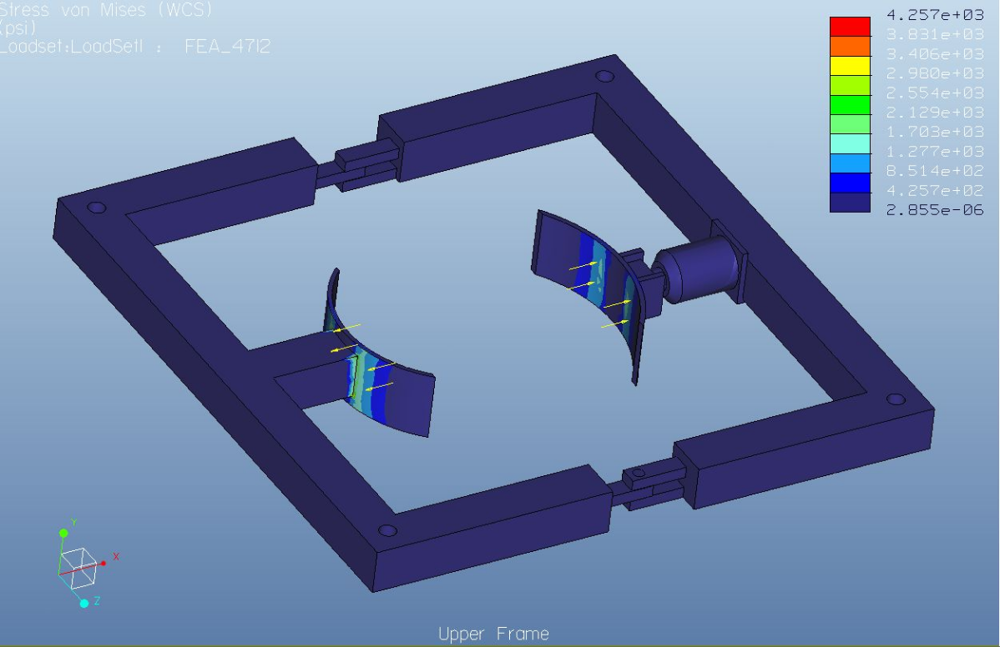 Stress von Mises (WCS)
(psi)
Loadset:LoadSet1 :  FEA_4712
4.257e+03
3.831e+03
3.406e+03
2.980e+03
2.554e+03
2.129e+03
1.703e+03
1.277e+03
8.514e+02
4.257e+02
2.855e-06
Y
X
Z
Upper Frame